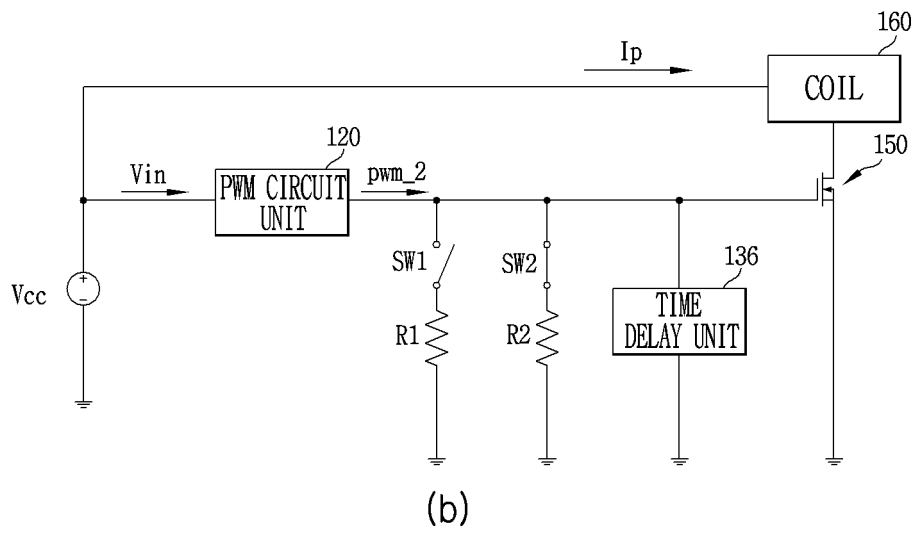 160
Ip
COIL
120
150
Vin
pwm_2
PWM CIRCUIT
UNIT
SW1
SW2
136
Vcc
+
−
TIME
DELAY UNIT
R1
R2
(b)